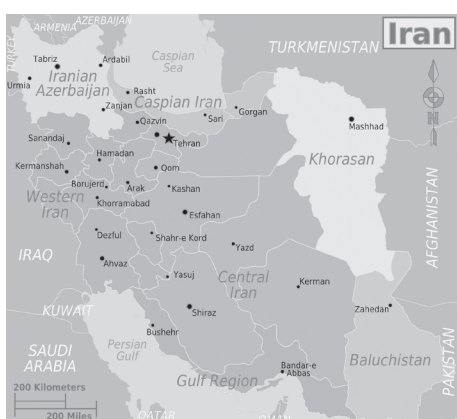 Iran
ARMENIA
AZERBAIJAN
TURKEY
Caspian
Sea
TURKMENISTAN
Tabriz
Ardabil
Urmia
Iranian
Azerbaijan
Rasht
Zanjan
Caspian Iran
Qazvin
Sari
Gorgan
Tehran
Mashhad
Khorasan
Sanandaj
Hamadan
Kermanshah
Qom
Borujerd
Arak
Kashan
Western
Iran
Khorramabad
Esfahan
AFGHANISTAN
N
Dezful
Shahr-e Kord
Yazd
IRAQ
Ahvaz
Yasuj
Central
Iran
Kerman
Zahedan
KUWAIT
Shiraz
Bushehr
Persian
Gulf
SAUDI
ARABIA
Baluchistan
PAKISTAN
Bandar-e
Abbas
Gulf Region
200 Kilometers
200 Miles
QATAR
OMAN